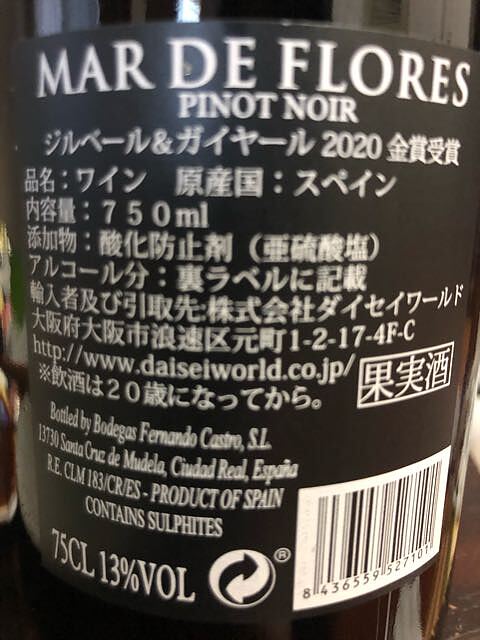 MAR DE FLORES
PINOT NOIR
ジルベール&ガイヤール 2020 金賞受賞
品名:ワイン 原産国:スペイン
内容量:750ml
添加物:酸化防止剤(亜硫酸塩)
アルコール分:裏ラベルに記載
輸入者及び引取先:株式会社ダイセイワールド
大阪府大阪市浪速区元町1-2-17-4F-C
http://www.daiseiworld.co.jp/
※飲酒は20歳になってから。
果実酒
Bottled by Bodegas Fernando Castro, S.L.
13730 Santa Cruz de Mudela, Ciudad Real, España
R.E. CLM 183/CR/ES - PRODUCT OF SPAIN
CONTAINS SULPHITES
75CL 13%VOL
®
8 436559 527101